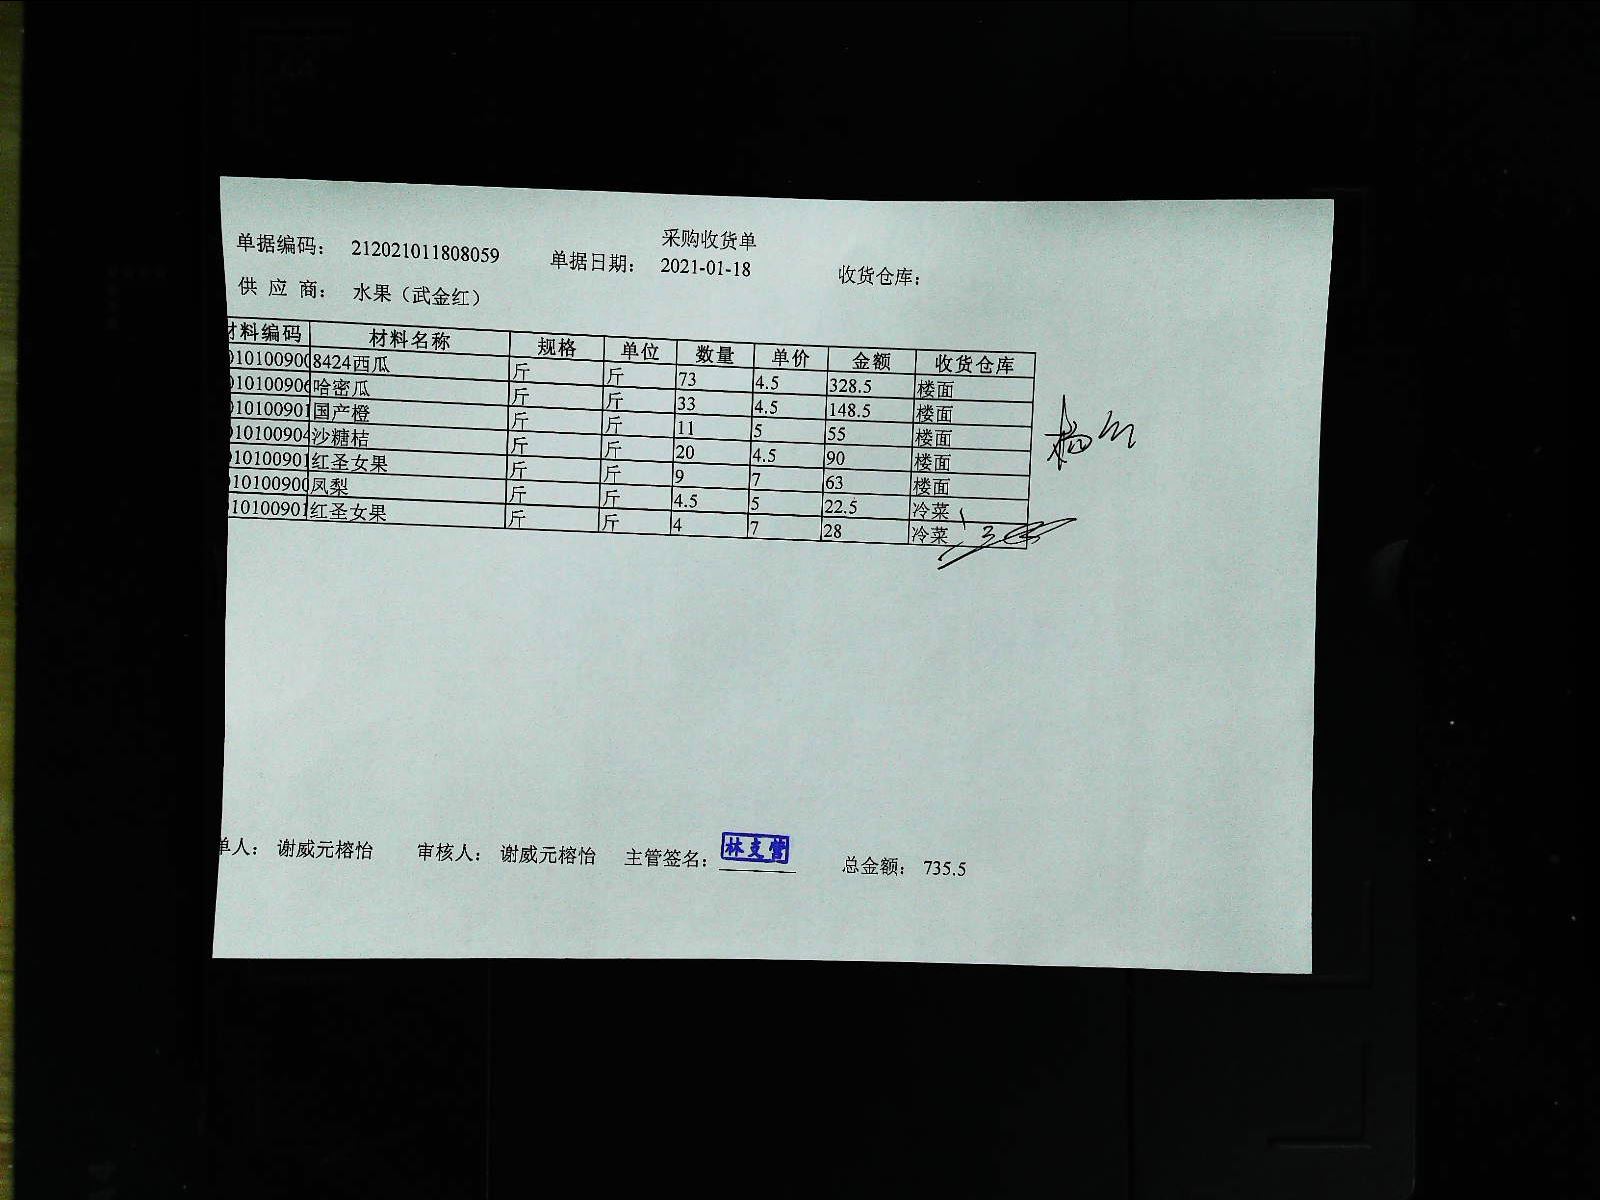 采购收货单
单据编码： 212021011808059 单据日期： 2021-01-18 收货仓库：
供 应 商： 水果（武金红）
材料编码 材料名称 规格 单位 数量 单价 金额 收货仓库
010100900 8424西瓜 斤 斤 73 4.5 328.5 楼面
010100906 哈密瓜 斤 斤 33 4.5 148.5 楼面
010100901 国产橙 斤 斤 11 5 55 楼面
010100904 沙糖桔 斤 斤 20 4.5 90 楼面
010100901 红圣女果 斤 斤 9 7 63 楼面
010100900 凤梨 斤 斤 4.5 5 22.5 冷菜
010100901 红圣女果 斤 斤 4 7 28 冷菜
单人： 谢威元榕怡 审核人： 谢威元榕怡 主管签名： 林支营 总金额： 735.5